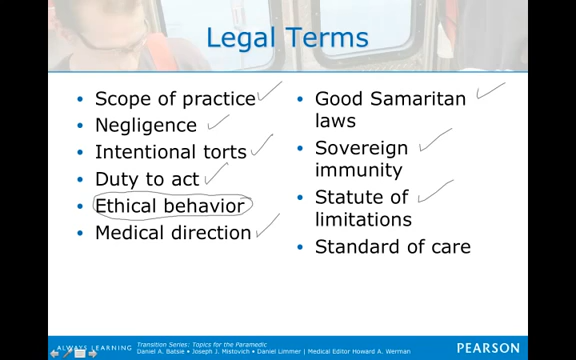 Legal Terms
• Scope of practice
• Negligence
• Intentional torts
• Duty to act
• Ethical behavior
• Medical direction
• Good Samaritan
laws
• Sovereign
immunity
• Statute of
limitations
• Standard of care
ALWAYS LEARNING
Transition Series: Topics for the Paramedic
Daniel A. Batsie • Joseph J. Mistovich • Daniel Limmer | Medical Editor Howard A. Werman
PEARSON